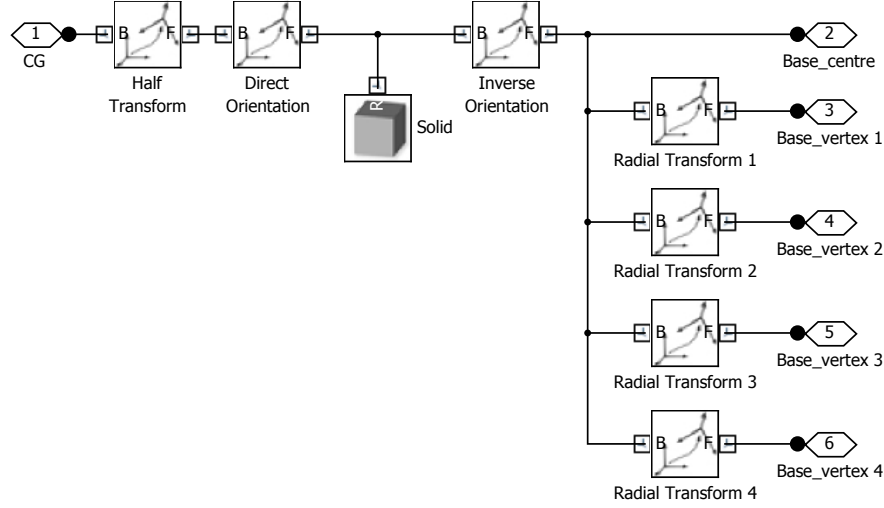 1
CG
B
F
Half
Transform
B
F
Direct
Orientation
R
Solid
B
F
Inverse
Orientation
2
Base_centre
B
F
Radial Transform 1
3
Base_vertex 1
B
F
Radial Transform 2
4
Base_vertex 2
B
F
Radial Transform 3
5
Base_vertex 3
B
F
Radial Transform 4
6
Base_vertex 4